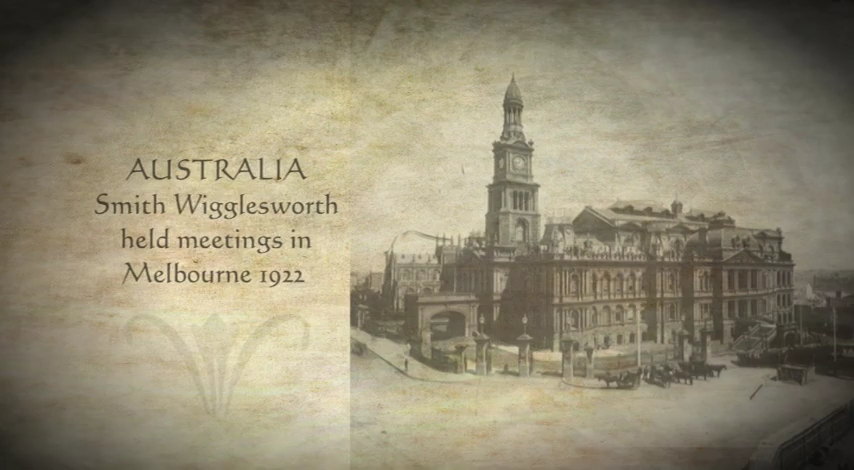 AUSTRALIA
Smith Wigglesworth
held meetings in
Melbourne 1922